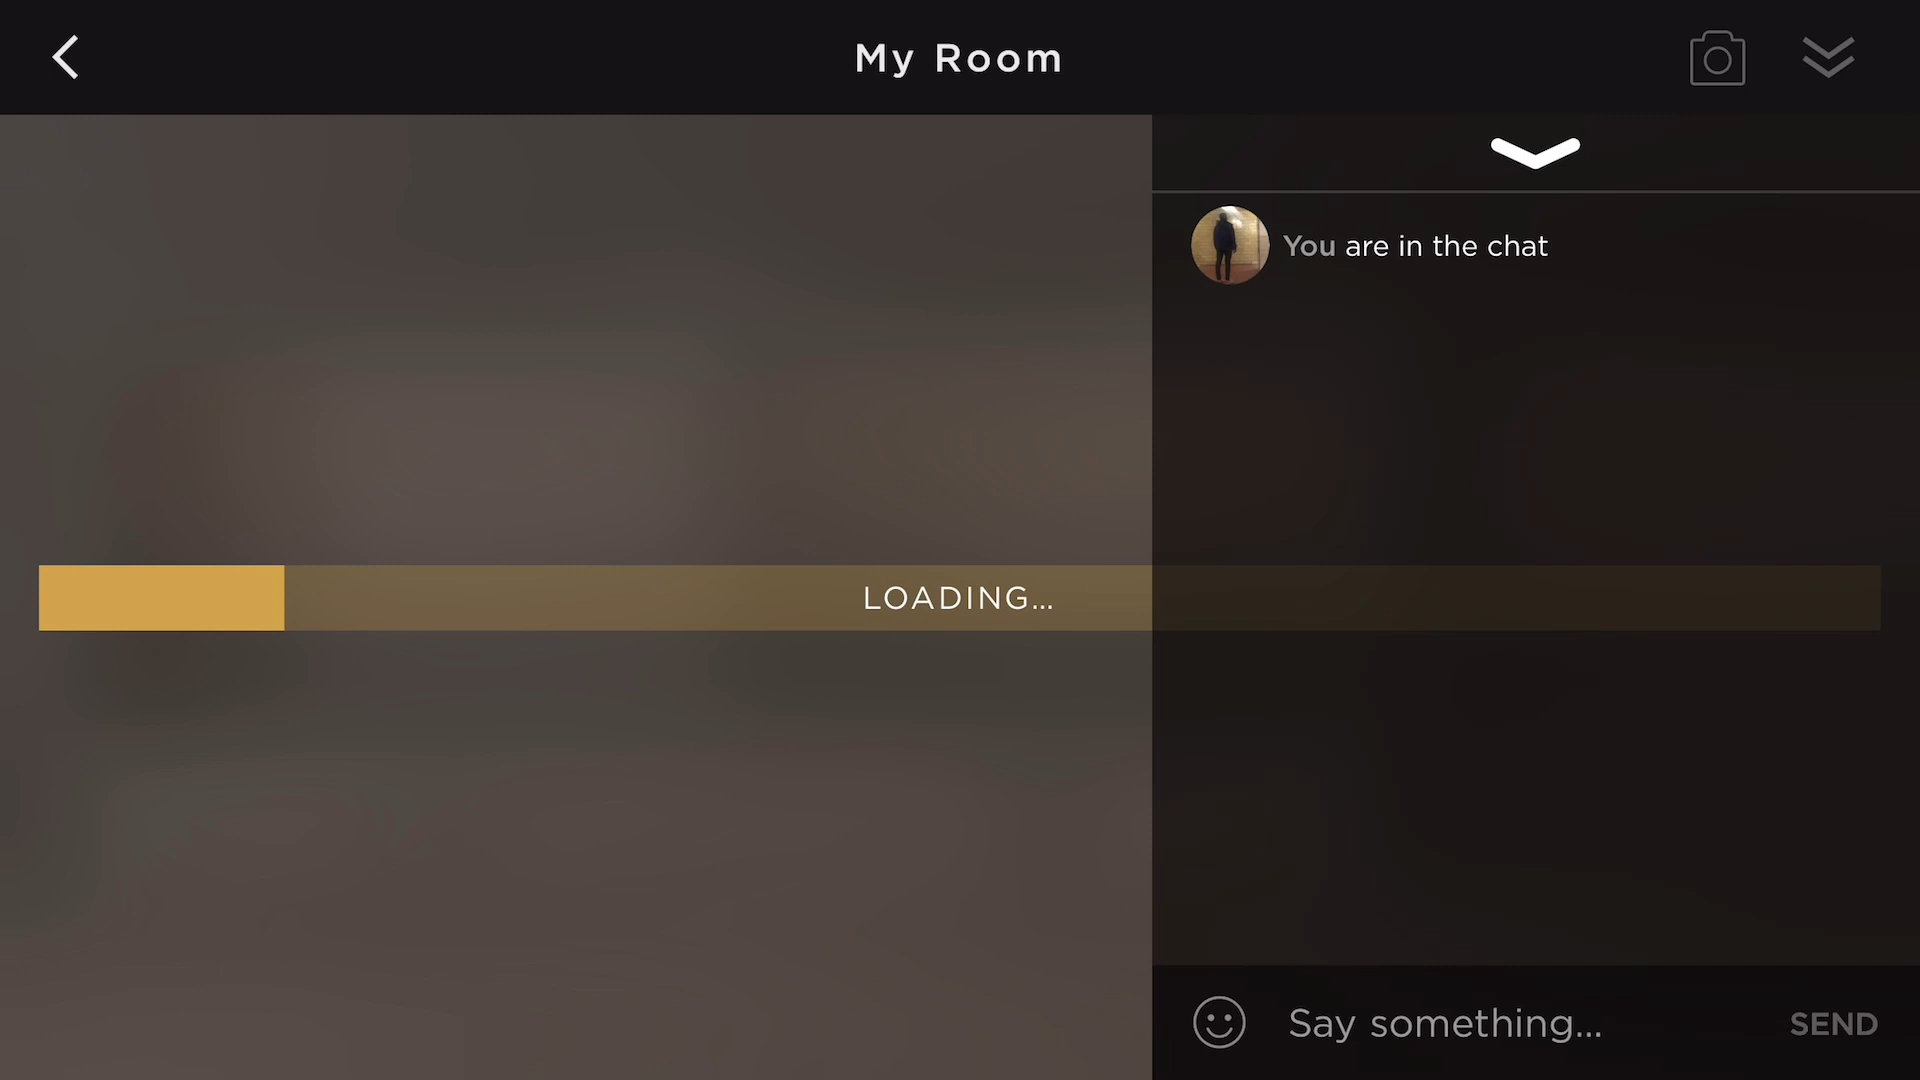 My Room
You are in the chat
LOADING...
Say something...
SEND